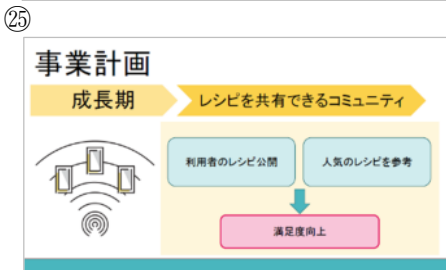 ㉕
事業計画
成長期
レシピを共有できるコミュニティ
利用者のレシピ公開
人気のレシピを参考
満足度向上